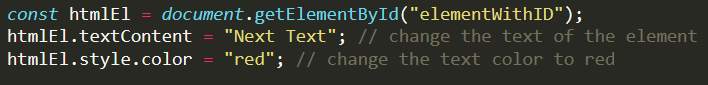 const htmlEl = document.getElementById("elementWithID");
htmlEl.textContent = "Next Text"; // change the text of the element
htmlEl.style.color = "red"; // change the text color to red